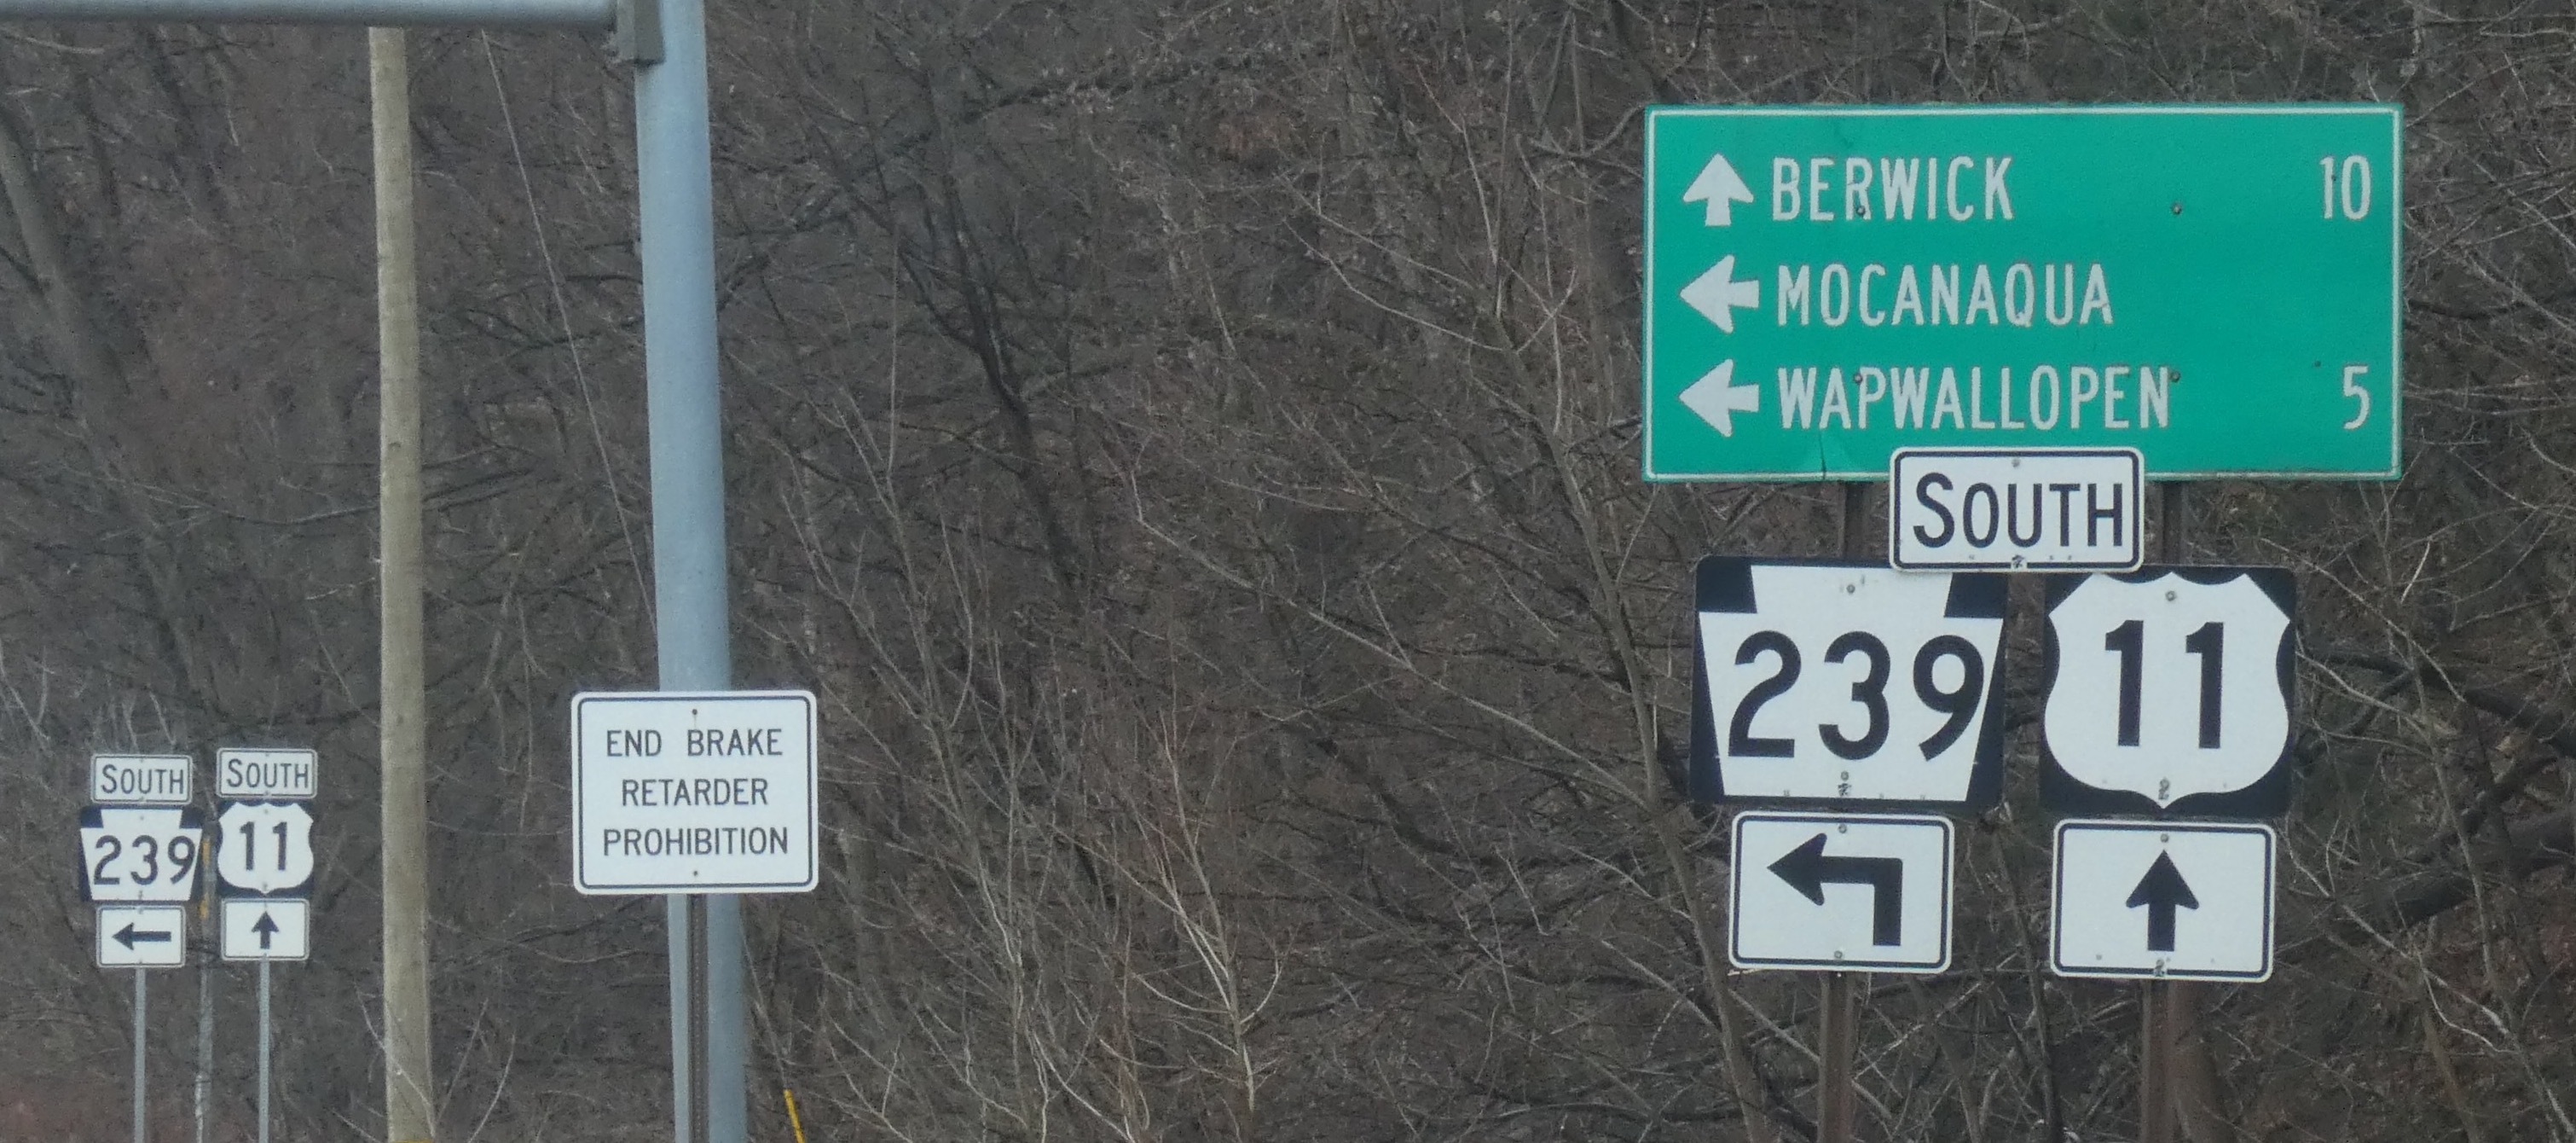 BERWICK 10
MOCANAQUA
WAPWALLOPEN 5
SOUTH
239 11
END BRAKE
RETARDER
PROHIBITION
SOUTH SOUTH
239 11